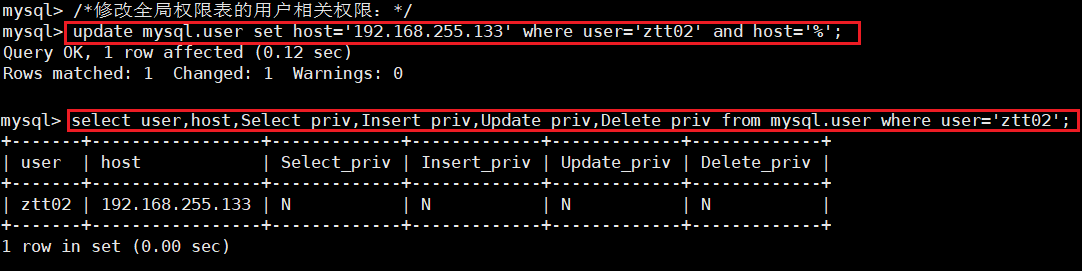 mysql> /*修改全局权限表的用户相关权限：*/
mysql> update mysql.user set host='192.168.255.133' where user='ztt02' and host='%';
Query OK, 1 row affected (0.12 sec)
Rows matched: 1  Changed: 1  Warnings: 0

mysql> select user,host,Select_priv,Insert_priv,Update_priv,Delete_priv from mysql.user where user='ztt02';
+-------+-----------------+-------------+-------------+-------------+-------------+
| user  | host            | Select_priv | Insert_priv | Update_priv | Delete_priv |
+-------+-----------------+-------------+-------------+-------------+-------------+
| ztt02 | 192.168.255.133 | N           | N           | N           | N           |
+-------+-----------------+-------------+-------------+-------------+-------------+
1 row in set (0.00 sec)